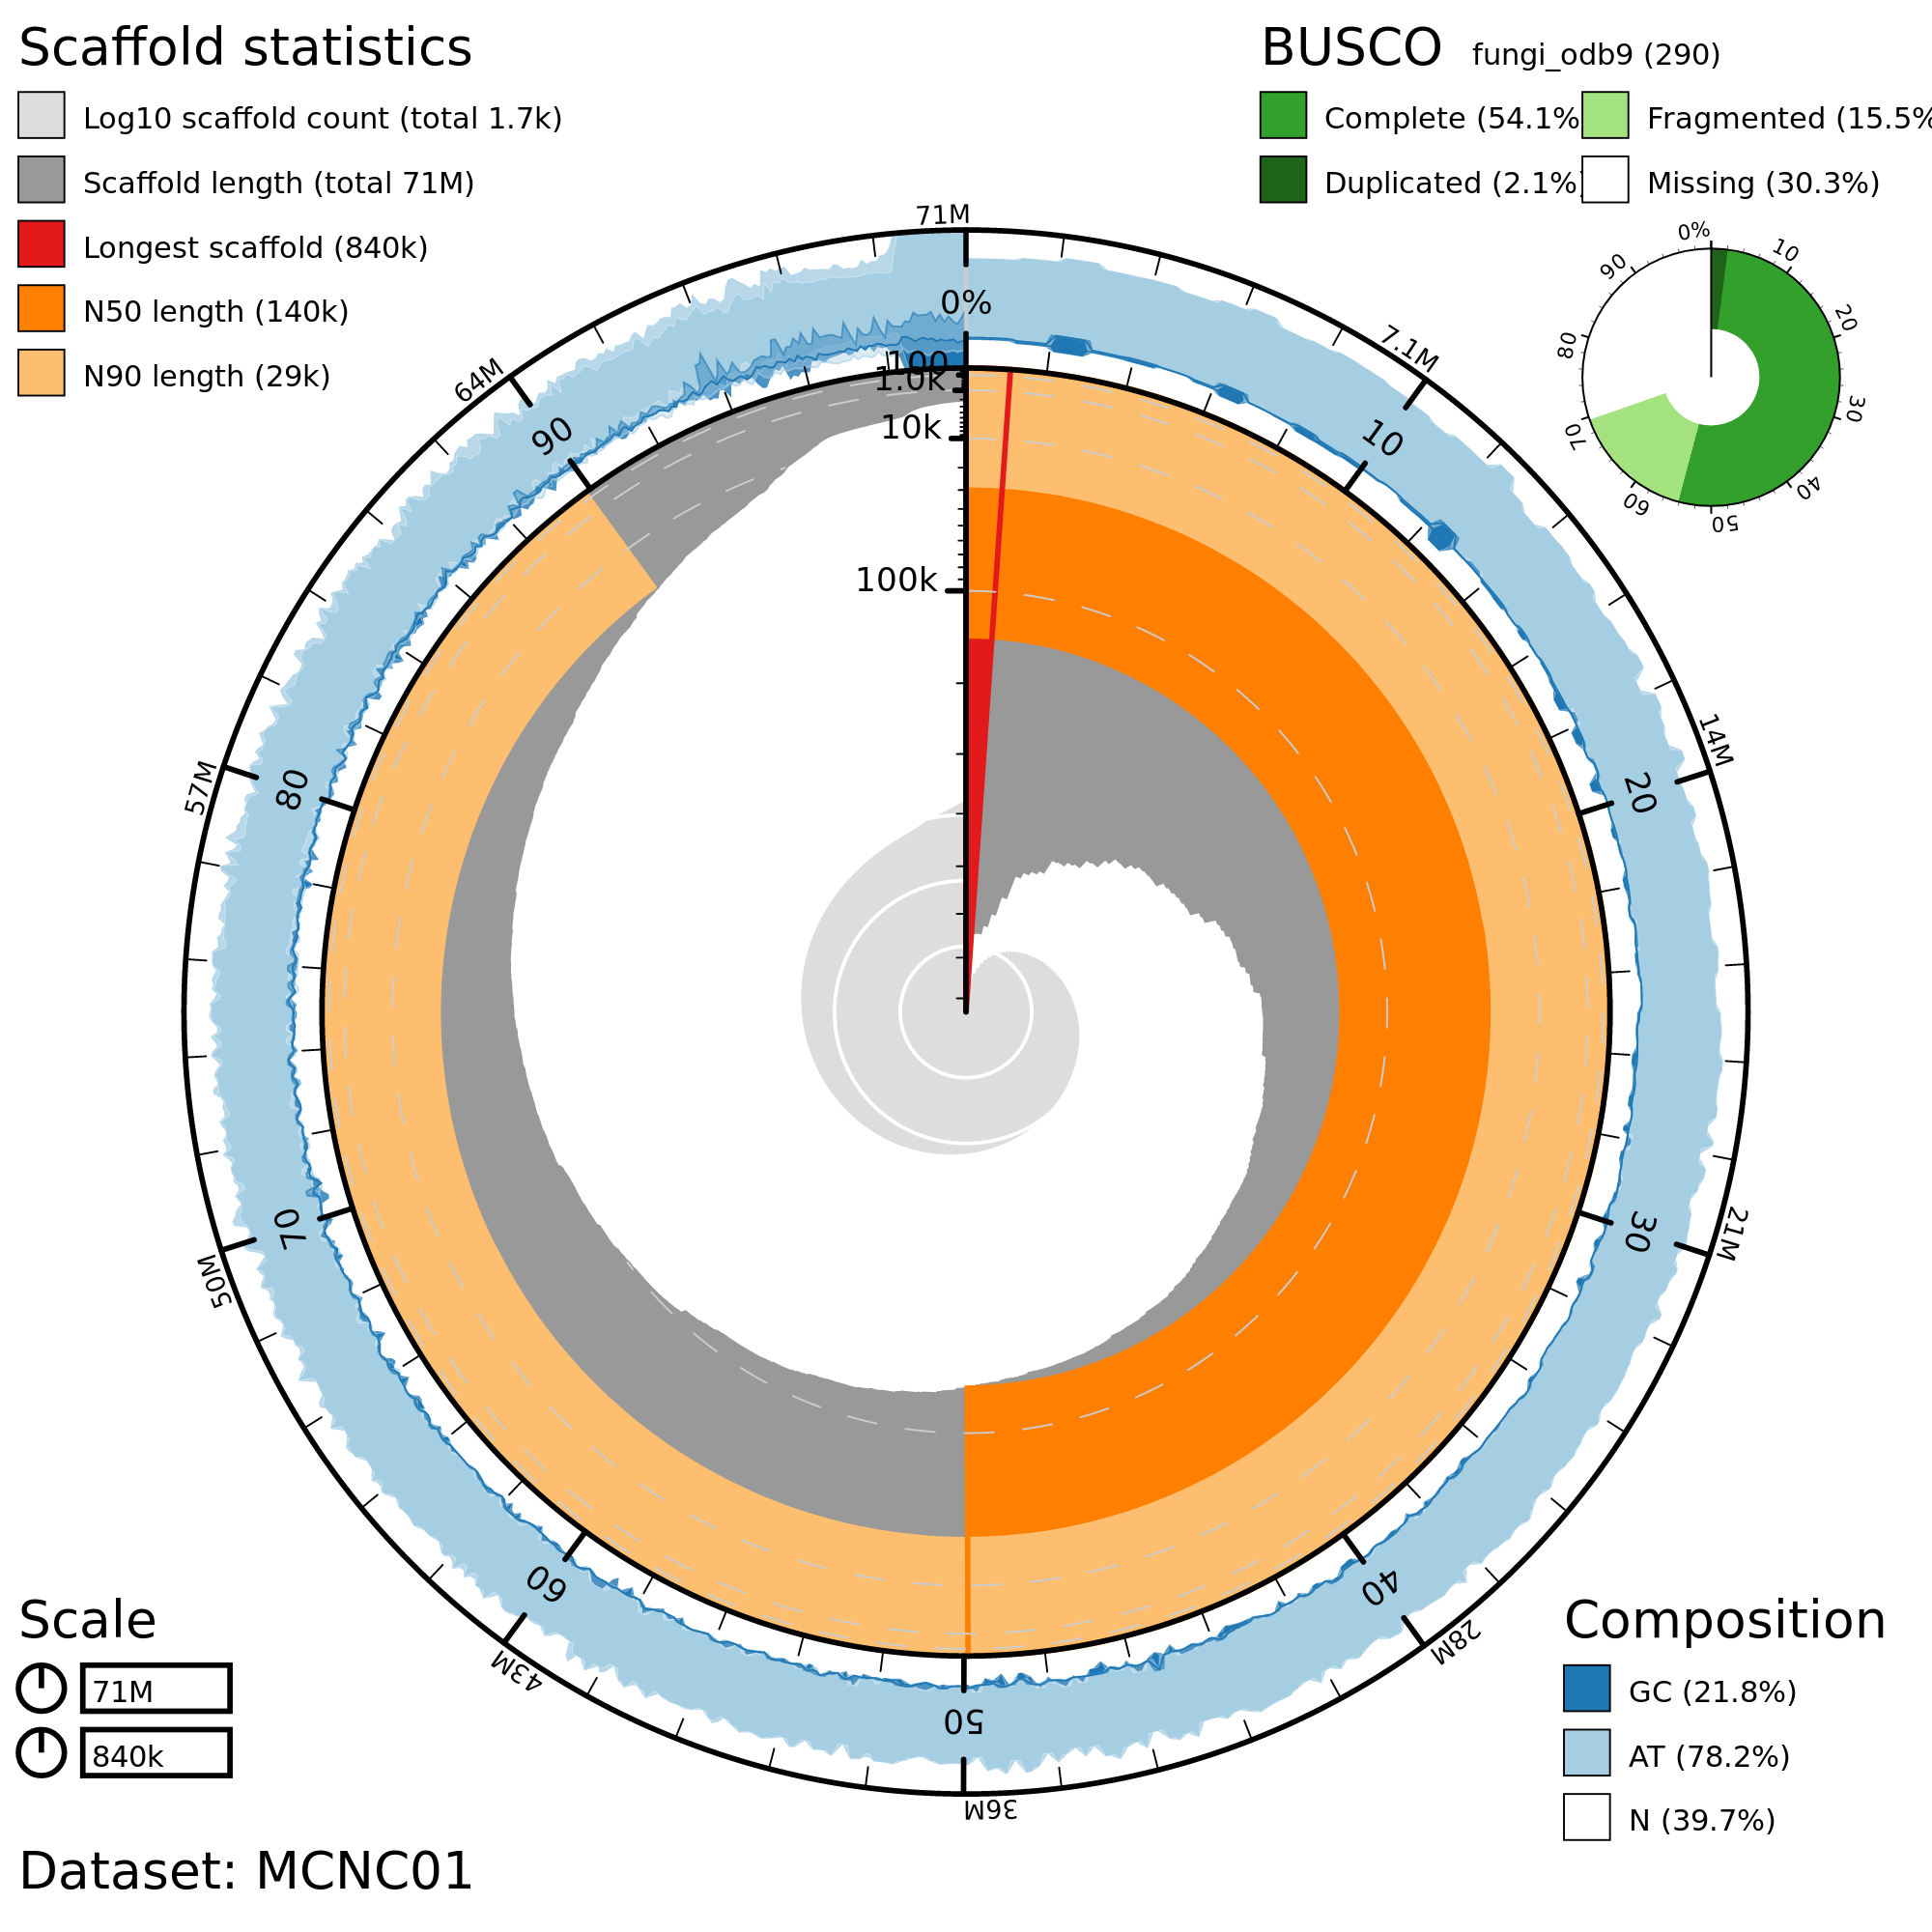 Scaffold statistics
Log10 scaffold count (total 1.7k)
Scaffold length (total 71M)
Longest scaffold (840k)
N50 length (140k)
N90 length (29k)
BUSCO fungi_odb9 (290)
Complete (54.1%
Fragmented (15.5%
Duplicated (2.1%)
Missing (30.3%)
0%
10
20
30
40
50
60
70
80
90
71M
7.1M
14M
21M
28M
36M
43M
50M
57M
64M
0%
10
20
30
40
50
60
70
80
90
100
1.0k
10k
100k
Scale
71M
840k
Composition
GC (21.8%)
AT (78.2%)
N (39.7%)
Dataset: MCNC01